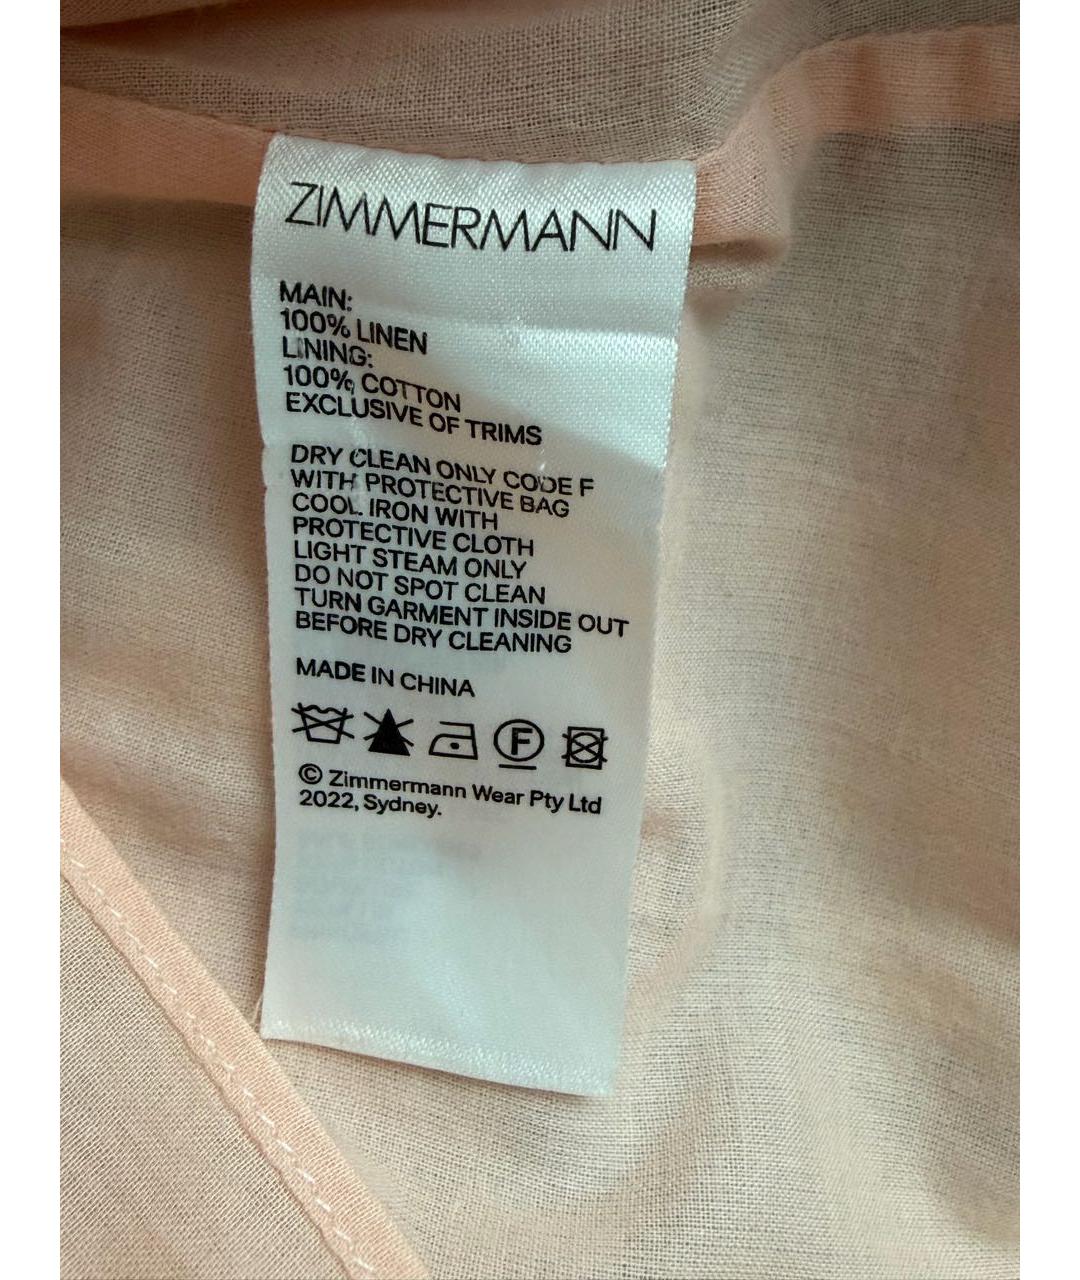 ZIMMERMANN
MAIN:
100% LINEN
LINING:
100% COTTON
EXCLUSIVE OF TRIMS
DRY CLEAN ONLY CODE F
WITH PROTECTIVE BAG
COOL IRON WITH
PROTECTIVE CLOTH
LIGHT STEAM ONLY
DO NOT SPOT CLEAN
TURN GARMENT INSIDE OUT
BEFORE DRY CLEANING
MADE IN CHINA
F
© Zimmermann Wear Pty Ltd
2022, Sydney.